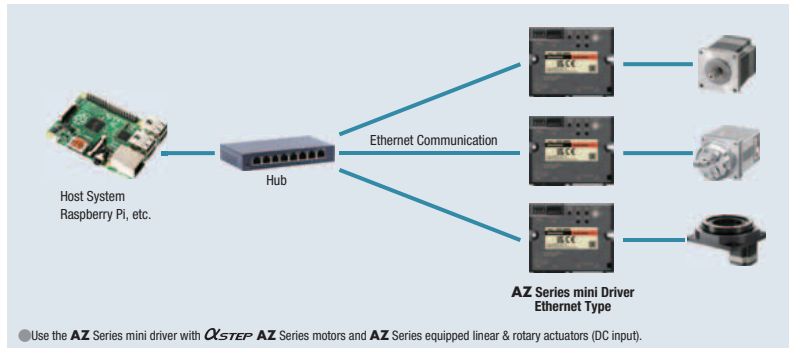 Ethernet Communication
Hub
Host System
Raspberry Pi, etc.
AZ Series mini Driver
Ethernet Type
Use the AZ Series mini driver with αSTEP AZ Series motors and AZ Series equipped linear & rotary actuators (DC input).